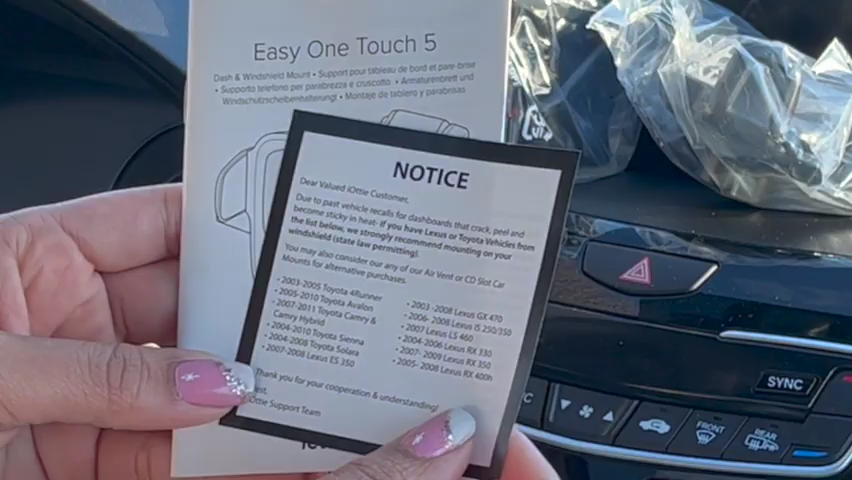 Easy One Touch 5
Dash & Windshield Mount • Support pour tableau de bord et pare-brise
• Supporto telefono per parabrezza e cruscotto • Armaturenbrett und
Windschutzscheibenhalterung • Montaje de tablero y parabrisas
NOTICE
Dear Valued iOttie Customer,
Due to past vehicle recalls for dashboards that crack, peel and
become sticky in heat- if you have Lexus or Toyota Vehicles from
the list below, we strongly recommend mounting on your
windshield (state law permitting).
You may also consider our any of our Air Vent or CD Slot Car
Mounts for alternative purchases.
• 2003-2005 Toyota 4Runner
• 2005-2010 Toyota Avalon
• 2007-2011 Toyota Camry &
Camry Hybrid
• 2004-2010 Toyota Sienna
• 2004-2008 Toyota Solara
• 2007-2008 Lexus ES 350
• 2003 -2008 Lexus GX 470
• 2006- 2008 Lexus IS 250/350
• 2007 Lexus LS 460
• 2004-2006 Lexus RX 330
• 2007- 2009 Lexus RX 350
• 2005- 2008 Lexus RX 400h
Thank you for your cooperation & understanding!
iOttie Support Team
SYNC
FRONT
REAR